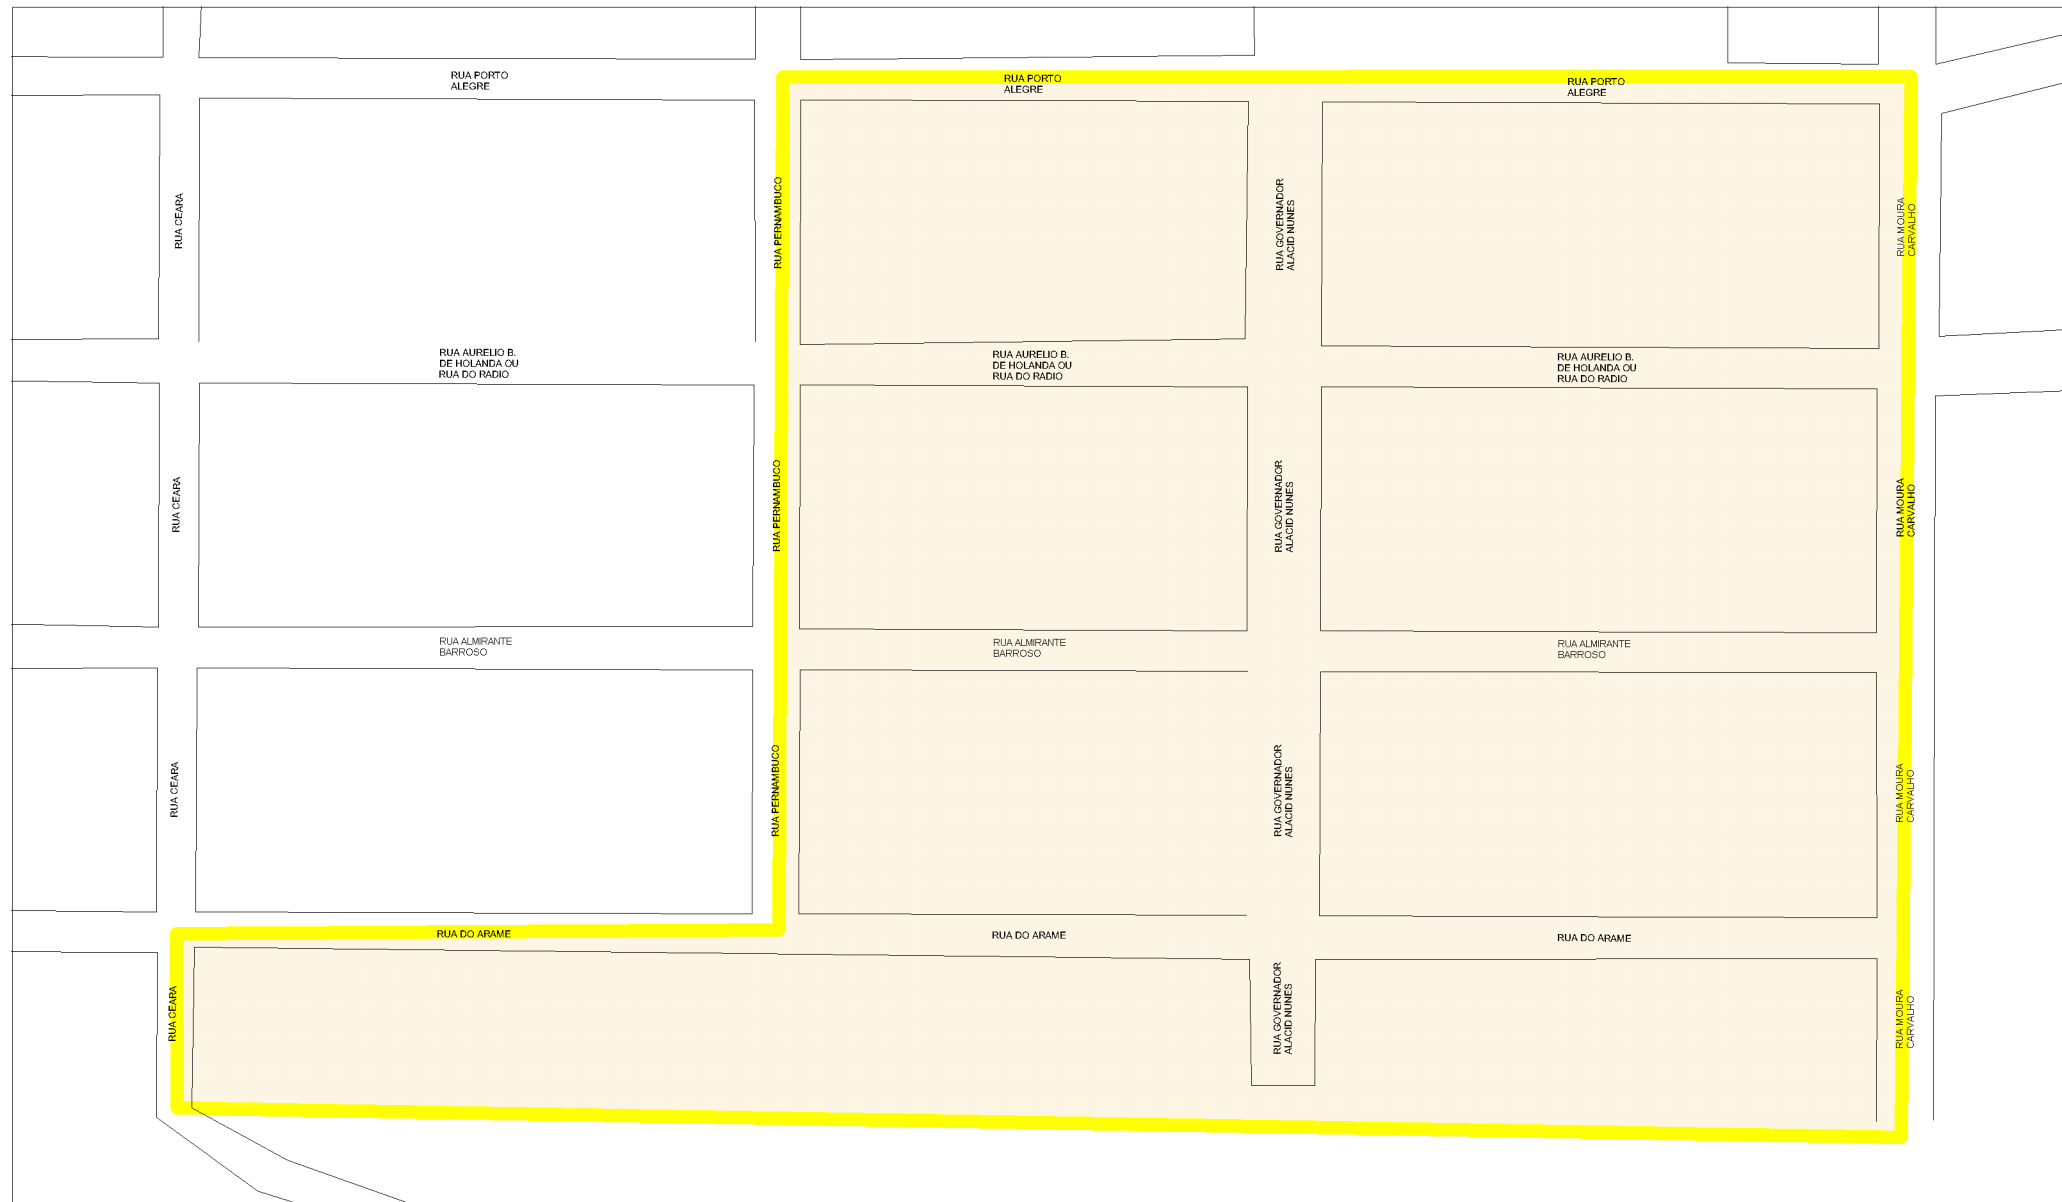 RUA PORTO
ALEGRE
RUA PORTO
ALEGRE
RUA PORTO
ALEGRE
RUA CEARA
RUA PERNAMBUCO
RUA GOVERNADOR
ALACID NUNES
RUA MOURA
CARVALHO
RUA AURELIO B.
DE HOLANDA OU
RUA DO RADIO
RUA AURELIO B.
DE HOLANDA OU
RUA DO RADIO
RUA AURELIO B.
DE HOLANDA OU
RUA DO RADIO
RUA CEARA
RUA PERNAMBUCO
RUA GOVERNADOR
ALACID NUNES
RUA MOURA
CARVALHO
RUA ALMIRANTE
BARROSO
RUA ALMIRANTE
BARROSO
RUA ALMIRANTE
BARROSO
RUA CEARA
RUA PERNAMBUCO
RUA GOVERNADOR
ALACID NUNES
RUA MOURA
CARVALHO
RUA DO ARAME
RUA DO ARAME
RUA DO ARAME
RUA CEARA
RUA GOVERNADOR
ALACID NUNES
RUA MOURA
CARVALHO